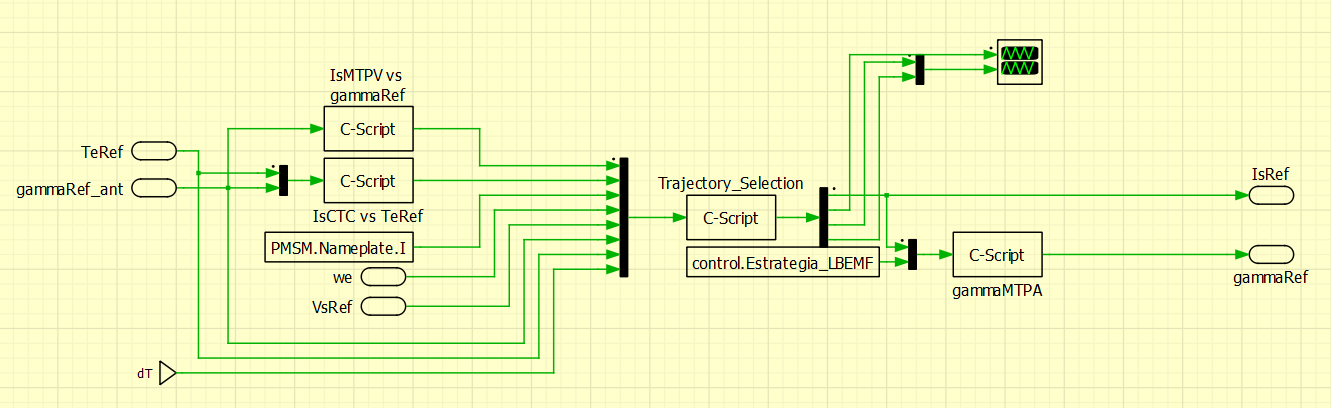 IsMTPV vs
gammaRef
C-Script
TeRef
gammaRef_ant
C-Script
IsCTC vs TeRef
PMSM.Nameplate.I
we
VsRef
dT
Trajectory_Selection
C-Script
control.Estrategia_LBEMF
C-Script
gammaMTPA
IsRef
gammaRef